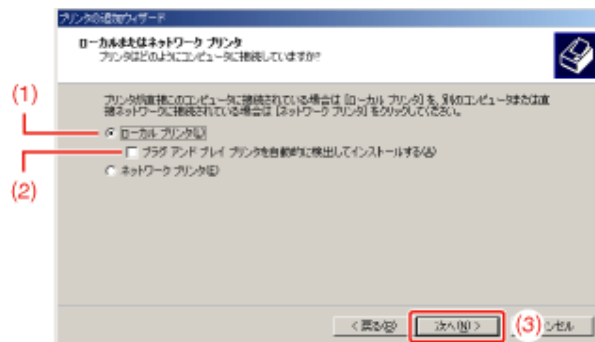 プリンタの追加ウィザード
ローカルまたはネットワーク プリンタ
プリンタはどのようにコンピュータに接続していますか?
プリンタが直接このコンピュータに接続されている場合は [ローカル プリンタ] を、別のコンピュータまたは直
接ネットワークに接続されている場合は [ネットワーク プリンタ] をクリックしてください。
(1)
ローカル プリンタ(L)
プラグ アンド プレイ プリンタを自動的に検出してインストールする(A)
(2)
ネットワーク プリンタ(E)
< 戻る(B)
次へ(N) >
(3)
ンセル